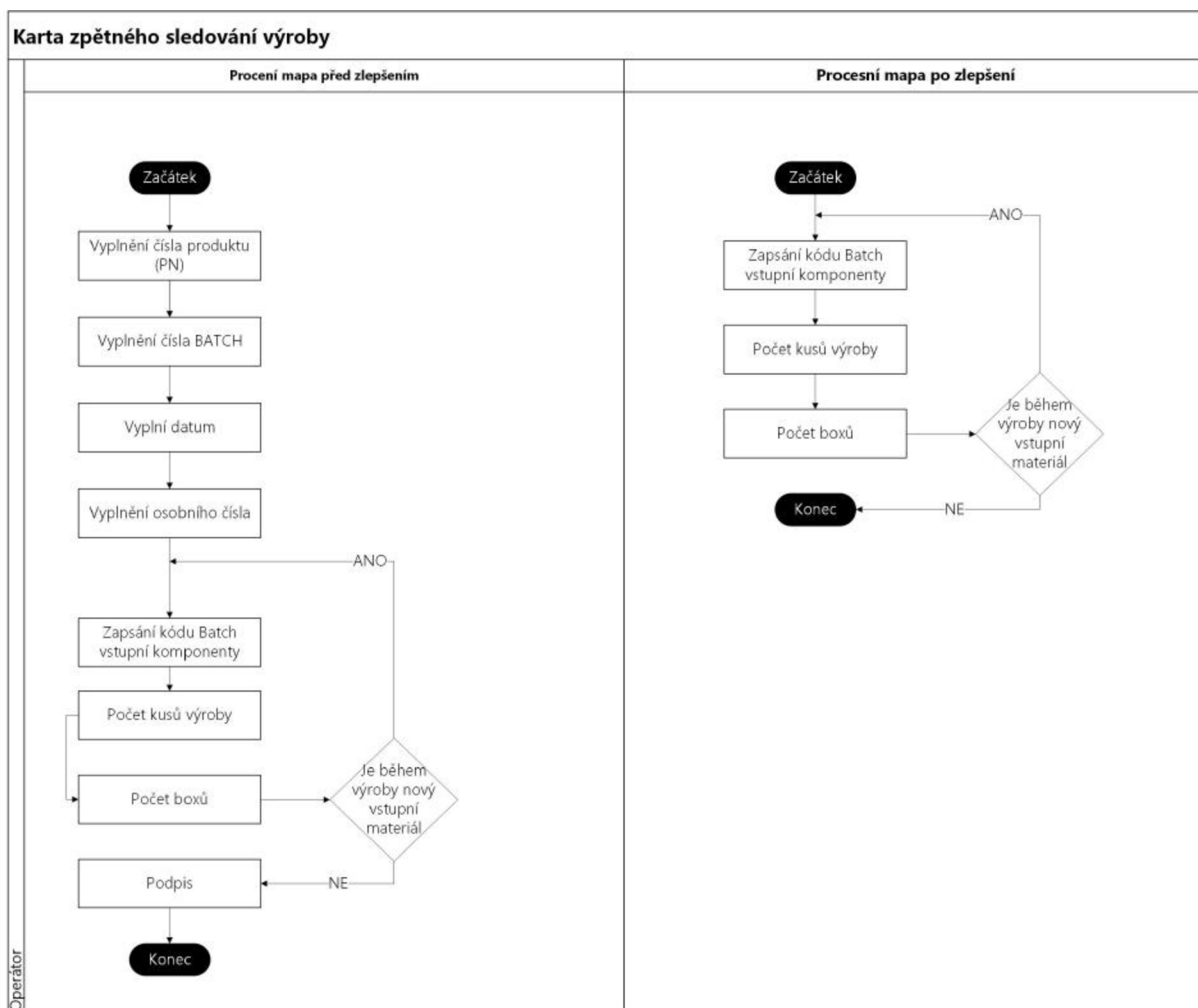 Karta zpětného sledování výroby
Procení mapa před zlepšením
Začátek
Vyplnění čísla produktu
(PN)
Vyplnění čísla BATCH
Vyplní datum
Vyplnění osobního čísla
ANO
Zapsání kódu Batch
vstupní komponenty
Počet kusů výroby
Počet boxů
Je během
výroby nový
vstupní
materiál
NE
Podpis
Konec
Procesní mapa po zlepšení
Začátek
ANO
Zapsání kódu Batch
vstupní komponenty
Počet kusů výroby
Počet boxů
Je během
výroby nový
vstupní
materiál
NE
Konec
Operátor